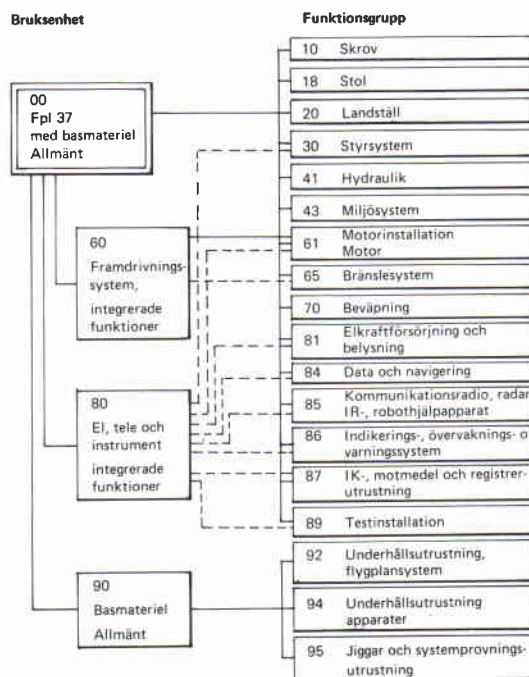 Bruksenhet
Funktionsgrupp
00
Fpl 37
med basmateriel
Allmänt
60
Framdrivnings-
system,
integrerade
funktioner
80
El, tele och
instrument
integrerade
funktioner
90
Basmateriel
Allmänt
10 Skrov
18 Stol
20 Landställ
30 Styrsystem
41 Hydraulik
43 Miljösystem
61 Motorinstallation
Motor
65 Bränslesystem
70 Beväpning
81 Elkraftförsörjning och
belysning
84 Data och navigering
85 Kommunikationsradio, radar
IR-, robothjälpapparat
86 Indikerings-, övervaknings- o
varningssystem
87 IK-, motmedel och registrer
utrustning
89 Testinstallation
92 Underhållsutrustning,
flygplansystem
94 Underhållsutrustning
apparater
95 Jiggar och systemprovnings-
utrustning